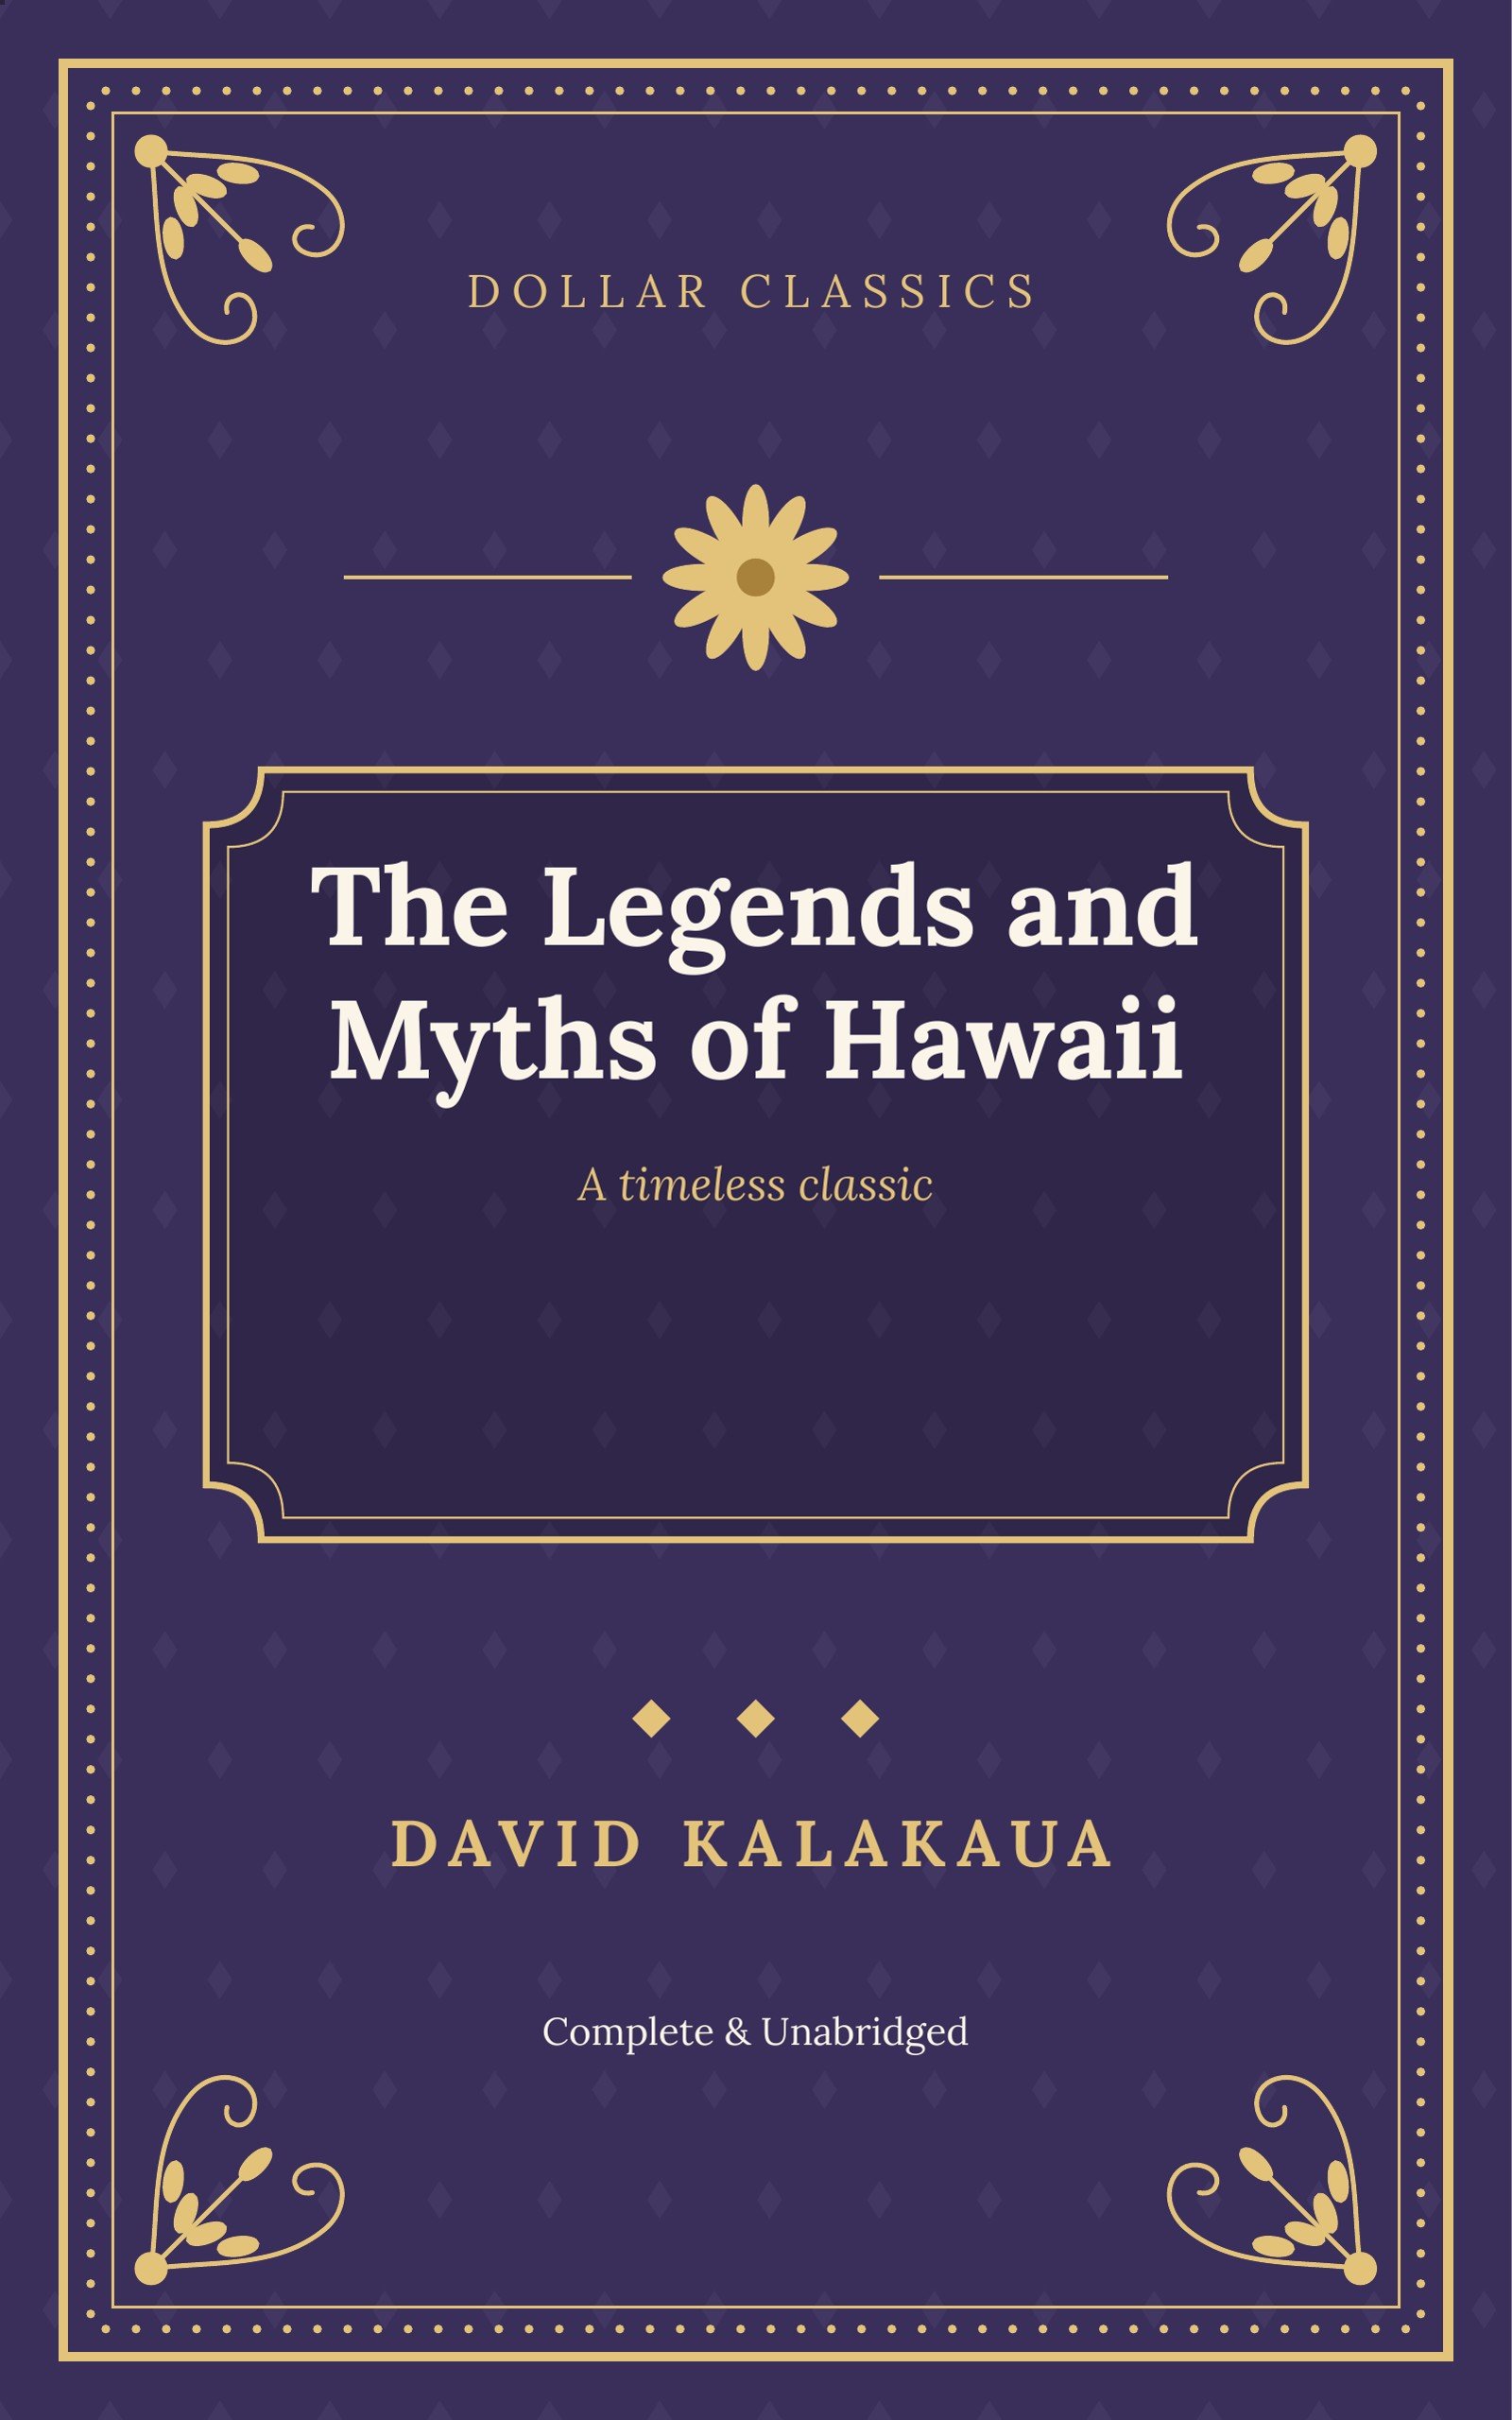 DOLLAR CLASSICS
The Legends and
Myths of Hawaii
A timeless classic
DAVID KALAKAUA
Complete & Unabridged